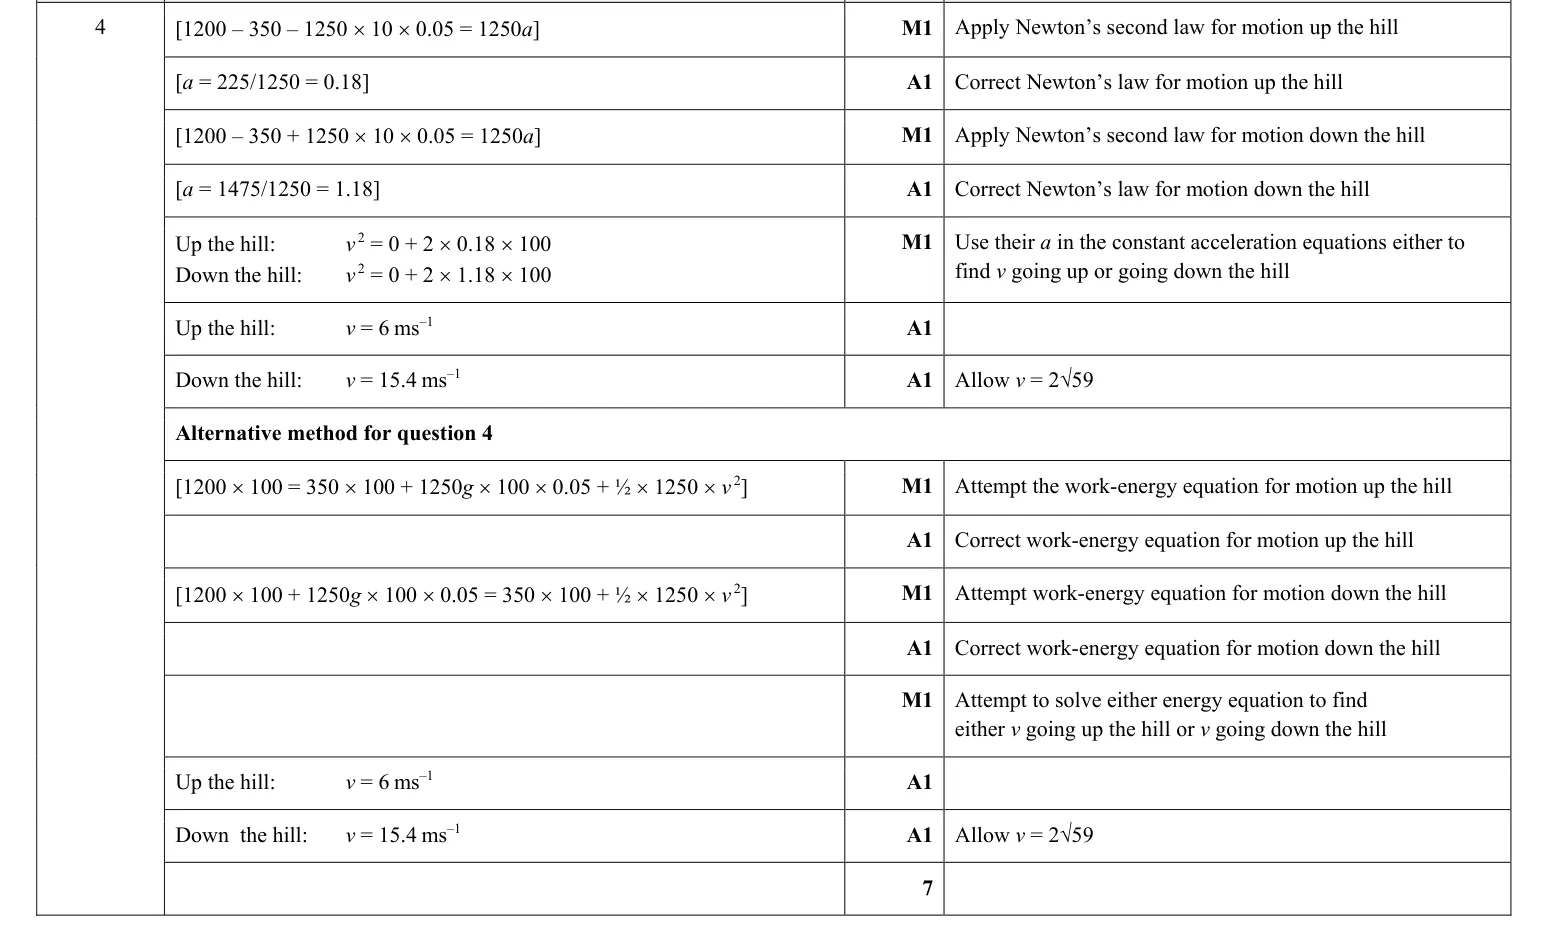 4 [1200 – 350 – 1250 × 10 × 0.05 = 1250a] M1 Apply Newton’s second law for motion up the hill
[a = 225/1250 = 0.18] A1 Correct Newton’s law for motion up the hill
[1200 – 350 + 1250 × 10 × 0.05 = 1250a] M1 Apply Newton’s second law for motion down the hill
[a = 1475/1250 = 1.18] A1 Correct Newton’s law for motion down the hill
Up the hill: v² = 0 + 2 × 0.18 × 100 M1 Use their a in the constant acceleration equations either to
Down the hill: v² = 0 + 2 × 1.18 × 100 find v going up or going down the hill
Up the hill: v = 6 ms⁻¹ A1
Down the hill: v = 15.4 ms⁻¹ A1 Allow v = 2√59
Alternative method for question 4
[1200 × 100 = 350 × 100 + 1250g × 100 × 0.05 + ½ × 1250 × v²] M1 Attempt the work-energy equation for motion up the hill
A1 Correct work-energy equation for motion up the hill
[1200 × 100 + 1250g × 100 × 0.05 = 350 × 100 + ½ × 1250 × v²] M1 Attempt work-energy equation for motion down the hill
A1 Correct work-energy equation for motion down the hill
M1 Attempt to solve either energy equation to find
either v going up the hill or v going down the hill
Up the hill: v = 6 ms⁻¹ A1
Down the hill: v = 15.4 ms⁻¹ A1 Allow v = 2√59
7